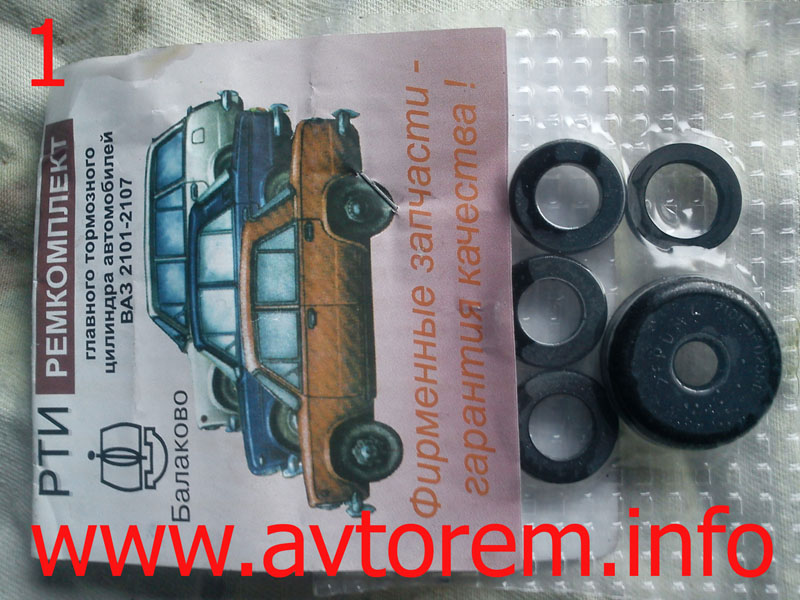 1
РТИ РЕМКОМПЛЕКТ
главного тормозного
цилиндра автомобилей
ВАЗ 2101-2107
Балаково
Фирменные запчасти -
гарантия качества !
www.avtorem.info